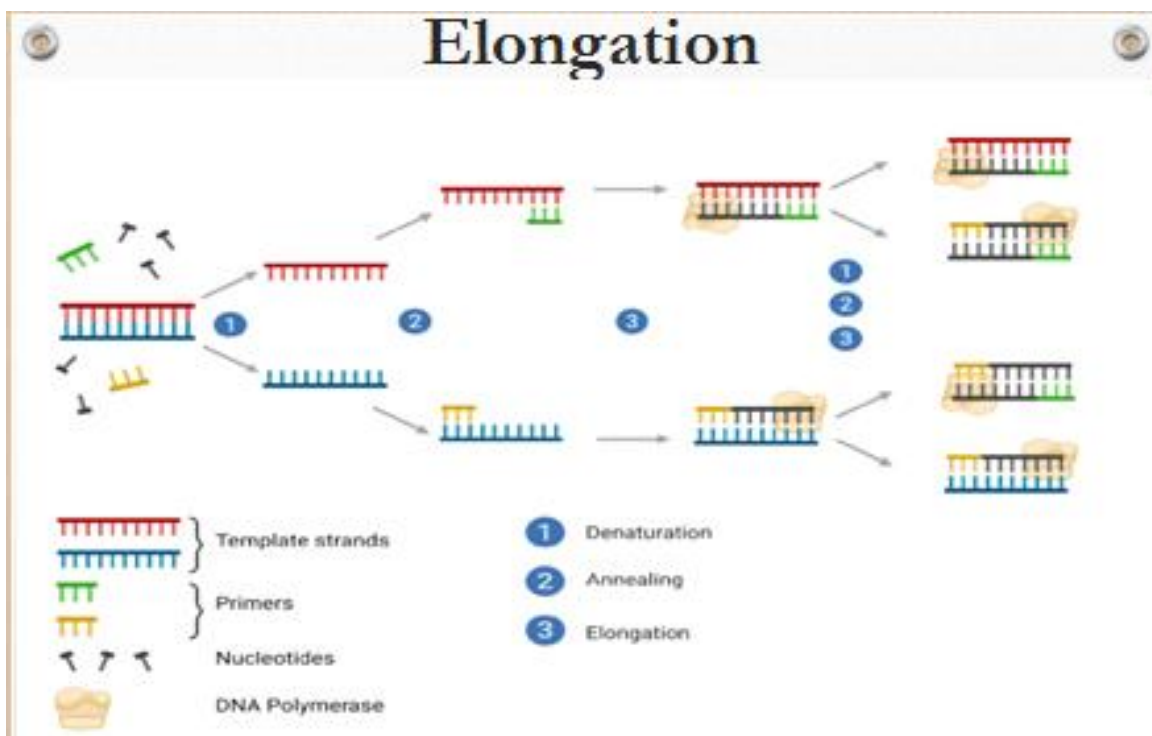 Elongation
1
2
3
1
2
3
Template strands
Primers
Nucleotides
DNA Polymerase
1 Denaturation
2 Annealing
3 Elongation